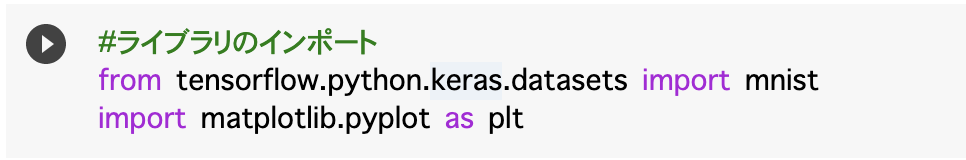 #ライブラリのインポート
from tensorflow.python.keras.datasets import mnist
import matplotlib.pyplot as plt